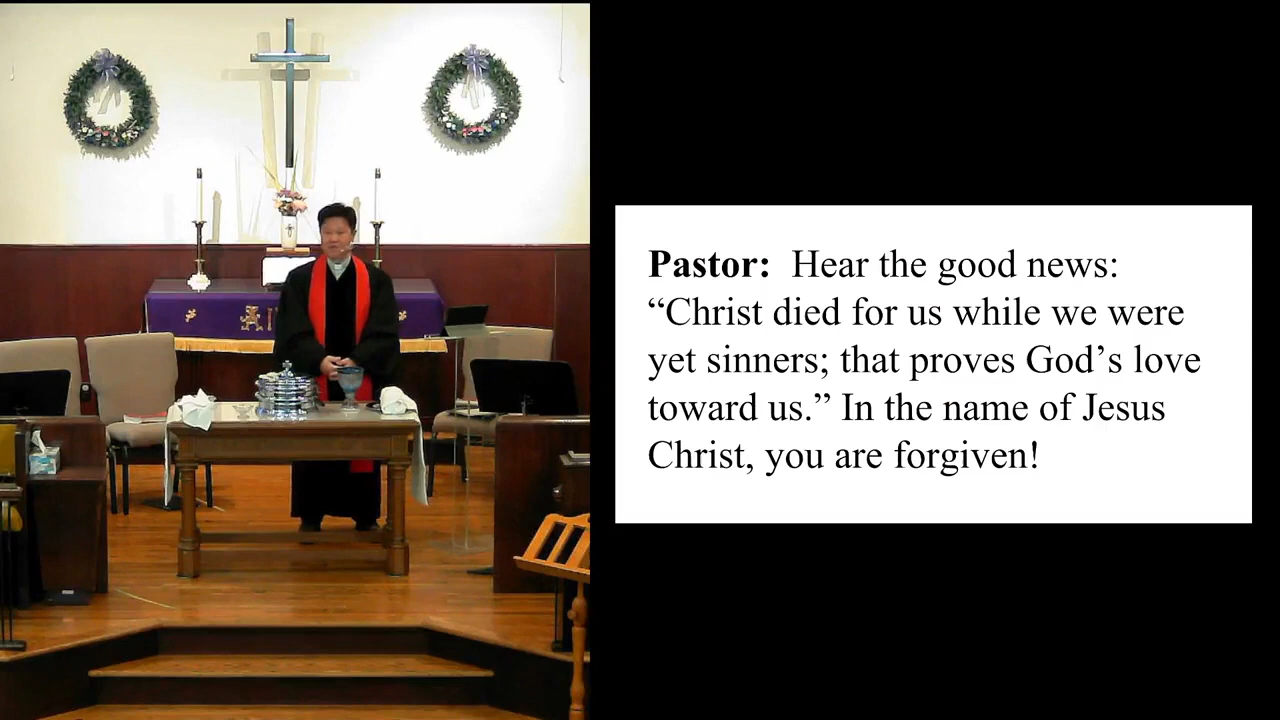 Pastor:  Hear the good news:
“Christ died for us while we were
yet sinners; that proves God’s love
toward us.” In the name of Jesus
Christ, you are forgiven!